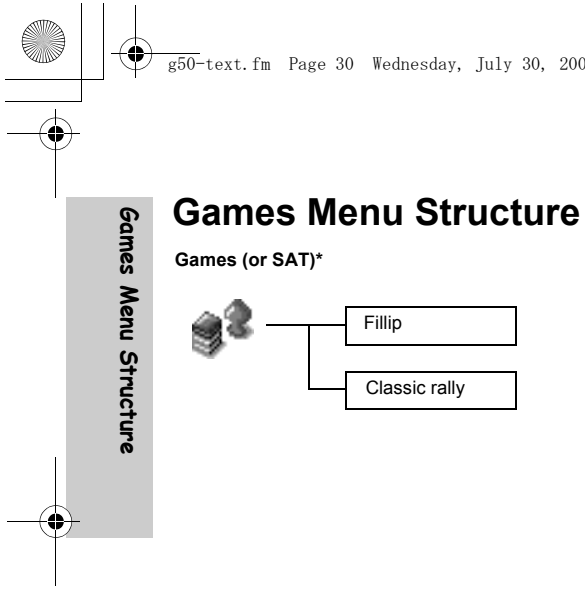 g50-text.fm Page 30 Wednesday, July 30, 200
Games Menu Structure
Games Menu Structure
Games (or SAT)*
Fillip
Classic rally